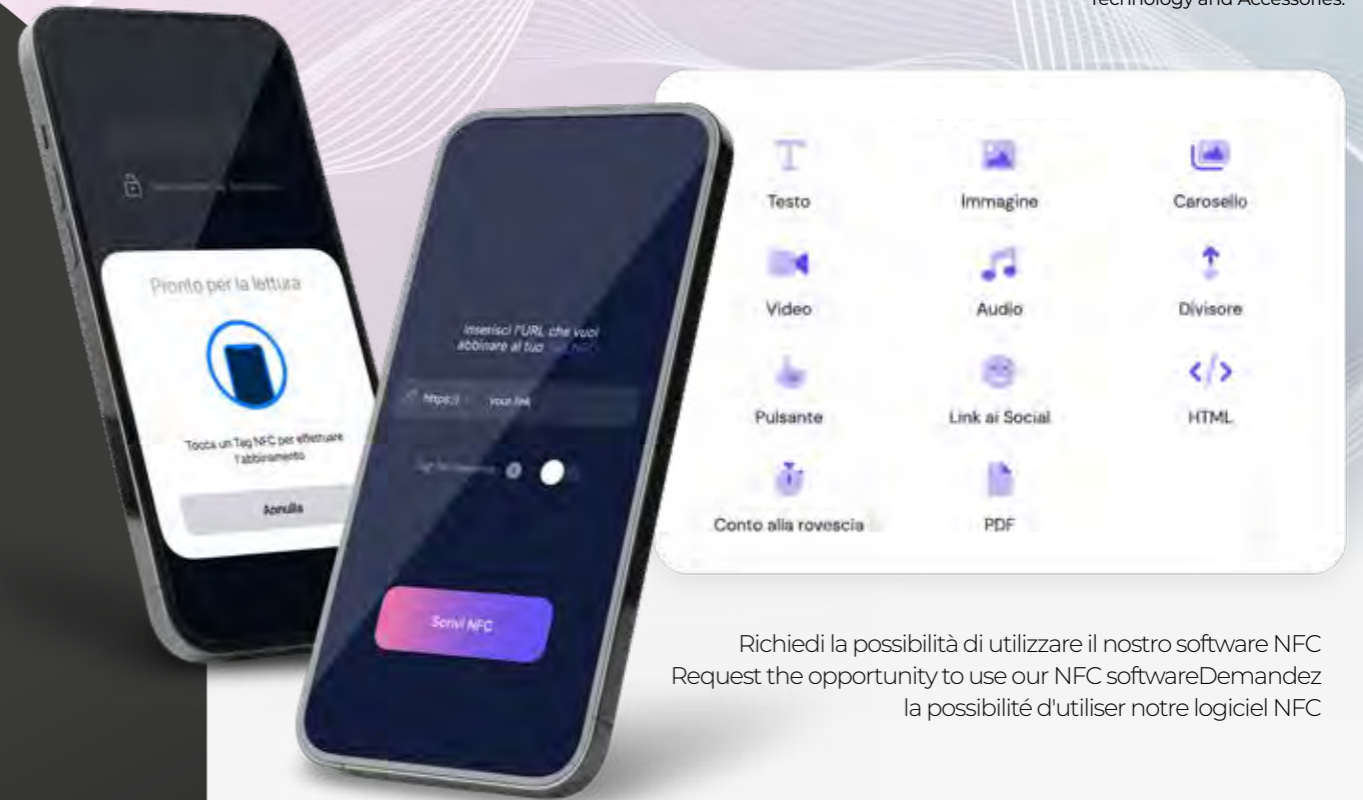 Technology and Accessories.
Pronto per la lettura
Tocca un Tag NFC per effettuare
l'abbinamento
Annulla
Inserisci l'URL che vuoi
abbinare al tuo
https:// your link
Scrivi NFC
Testo
Immagine
Carosello
Video
Audio
Divisore
Pulsante
Link ai Social
HTML
Conto alla rovescia
PDF
Richiedi la possibilità di utilizzare il nostro software NFC
Request the opportunity to use our NFC softwareDemandez
la possibilité d'utiliser notre logiciel NFC